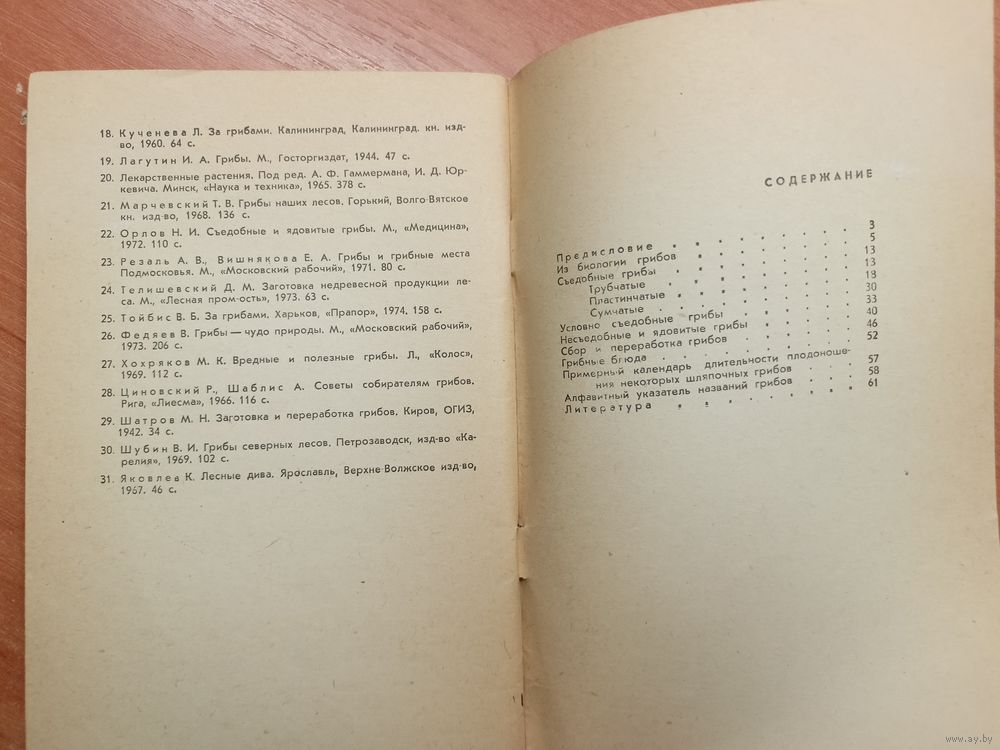 18. Кученева Л. За грибами. Калининград, Калининград. кн. изд-
во, 1960. 64 с.
19. Лагутин И. А. Грибы. М., Госторгиздат, 1944. 47 с.
20. Лекарственные растения. Под ред. А. Ф. Гаммермана, И. Д. Юр-
кевича. Минск, «Наука и техника», 1965. 378 с.
21. Марчевский Т. В. Грибы наших лесов. Горький, Волго-Вятское
кн. изд-во, 1968. 136 с.
22. Орлов Н. И. Съедобные и ядовитые грибы. М., «Медицина»,
1972. 110 с.
23. Резаль А. В., Вишнякова Е. А. Грибы и грибные места
Подмосковья. М., «Московский рабочий», 1971. 80 с.
24. Телишевский Д. М. Заготовка недревесной продукции ле-
са. М., «Лесная пром-ость», 1973. 63 с.
25. Тойбис В. Б. За грибами. Харьков, «Прапор», 1974. 158 с.
26. Федяев В. Грибы — чудо природы. М., «Московский рабочий»,
1973. 206 с.
27. Хохряков М. К. Вредные и полезные грибы. Л., «Колос»,
1969. 112 с.
28. Циновский Р., Шаблис А. Советы собирателям грибов.
Рига, «Лиесма», 1966. 116 с.
29. Шатров М. Н. Заготовка и переработка грибов. Киров, ОГИЗ,
1942. 34 с.
30. Шубин В. И. Грибы северных лесов. Петрозаводск, изд-во «Ка-
релия», 1969. 102 с.
31. Яковлев К. Лесные дива. Ярославль, Верхне-Волжское изд-во,
1967. 46 с.
СОДЕРЖАНИЕ
Предисловие . . . . . . . . 3
Из биологии грибов . . . . . . . 5
Съедобные грибы . . . . . . . 13
Трубчатые . . . . . . . 13
Пластинчатые . . . . . . . 18
Сумчатые . . . . . . . 30
Условно съедобные грибы . . . . . 33
Несъедобные и ядовитые грибы . . . . 40
Сбор и переработка грибов . . . . . 46
Грибные блюда . . . . . . . 52
Примерный календарь длительности плодоноше-
ния некоторых шляпочных грибов . . . 57
Алфавитный указатель названий грибов . . . 58
Литература . . . . . . . 61
www.ay.by